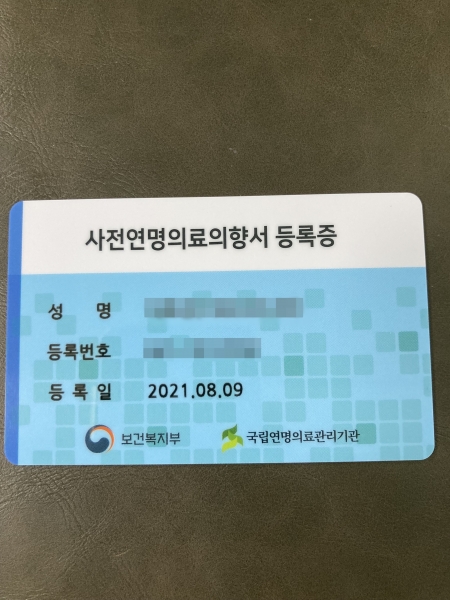 사전연명의료의향서 등록증
성 명
등록번호
등 록 일 2021.08.09
보건복지부 국립연명의료관리기관